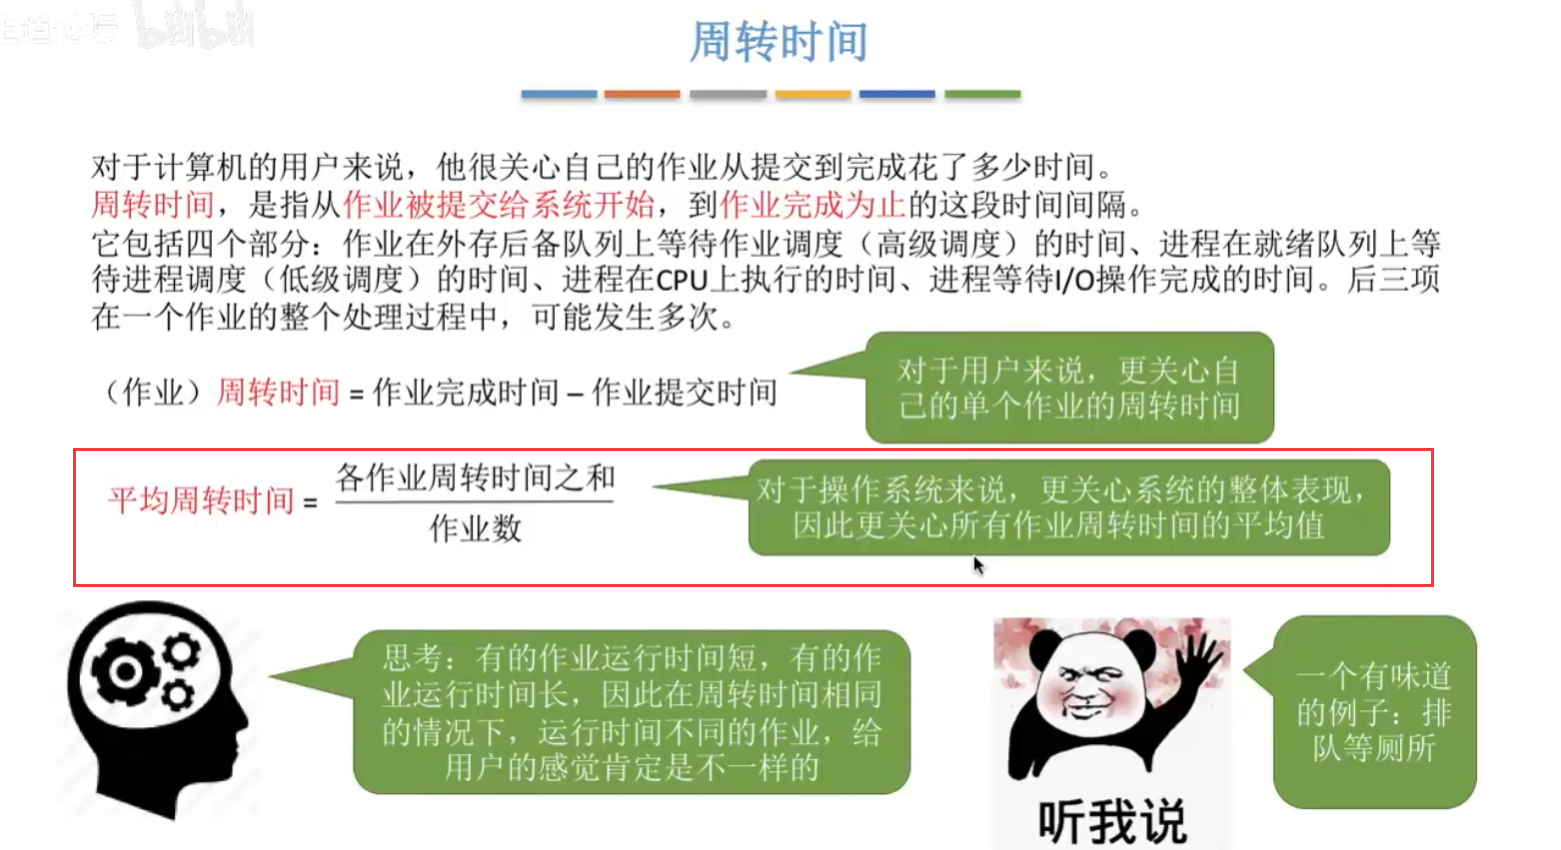 王道论坛 bilibili
周转时间
对于计算机的用户来说，他很关心自己的作业从提交到完成花了多少时间。
周转时间，是指从作业被提交给系统开始，到作业完成为止的这段时间间隔。
它包括四个部分：作业在外存后备队列上等待作业调度（高级调度）的时间、进程在就绪队列上等
待进程调度（低级调度）的时间、进程在CPU上执行的时间、进程等待I/O操作完成的时间。后三项
在一个作业的整个处理过程中，可能发生多次。
（作业）周转时间 = 作业完成时间 – 作业提交时间
对于用户来说，更关心自
己的单个作业的周转时间
平均周转时间 =
各作业周转时间之和
作业数
对于操作系统来说，更关心系统的整体表现，
因此更关心所有作业周转时间的平均值
思考：有的作业运行时间短，有的作
业运行时间长，因此在周转时间相同
的情况下，运行时间不同的作业，给
用户的感觉肯定是不一样的
听我说
一个有味道
的例子：排
队等厕所